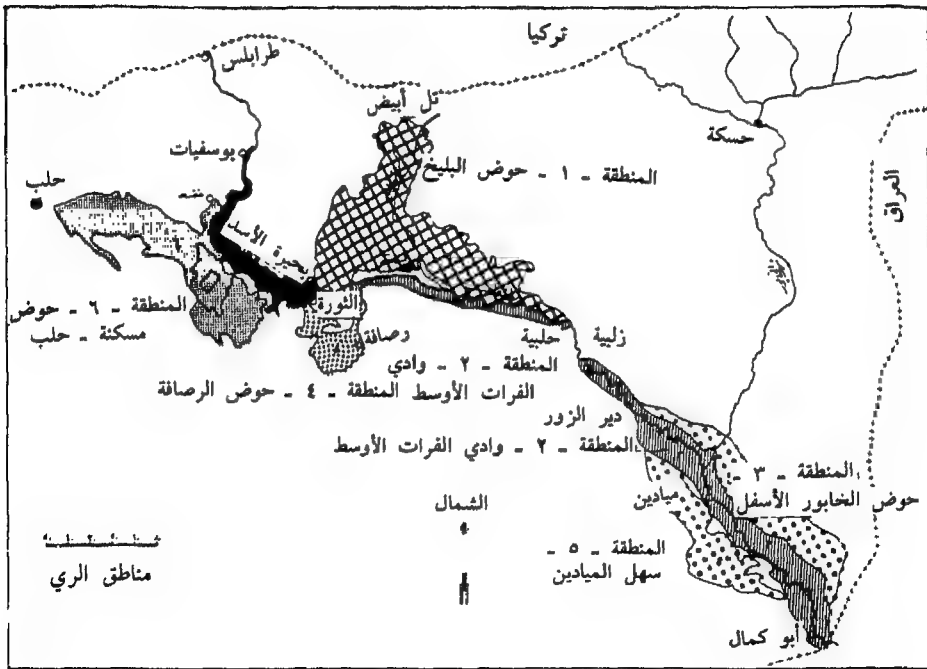 تركيا
طرابلس
تل أبيض
حسكة
بوسفيات
العراق
المنطقة - ١ - حوض البليخ
حلب
بحيرة الأسد
الثورة
المنطقة - ٦ - حوض
مسكنة - حلب
رصافة
حلبية
زلبية
المنطقة - ٢ - وادي
الفرات الأوسط
المنطقة - ٤ - حوض الرصافة
دير الزور
المنطقة - ٢ - وادي الفرات الأوسط
المنطقة - ٣ -
حوض الخابور الأسفل
ميادين
الشمال
المنطقة - ٥ -
سهل الميادين
مناطق الري
أبو كمال